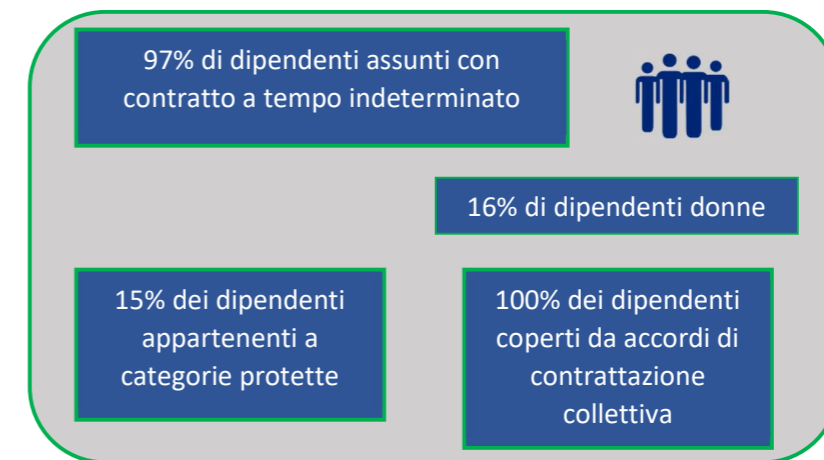 97% di dipendenti assunti con
contratto a tempo indeterminato
16% di dipendenti donne
15% dei dipendenti
appartenenti a
categorie protette
100% dei dipendenti
coperti da accordi di
contrattazione
collettiva